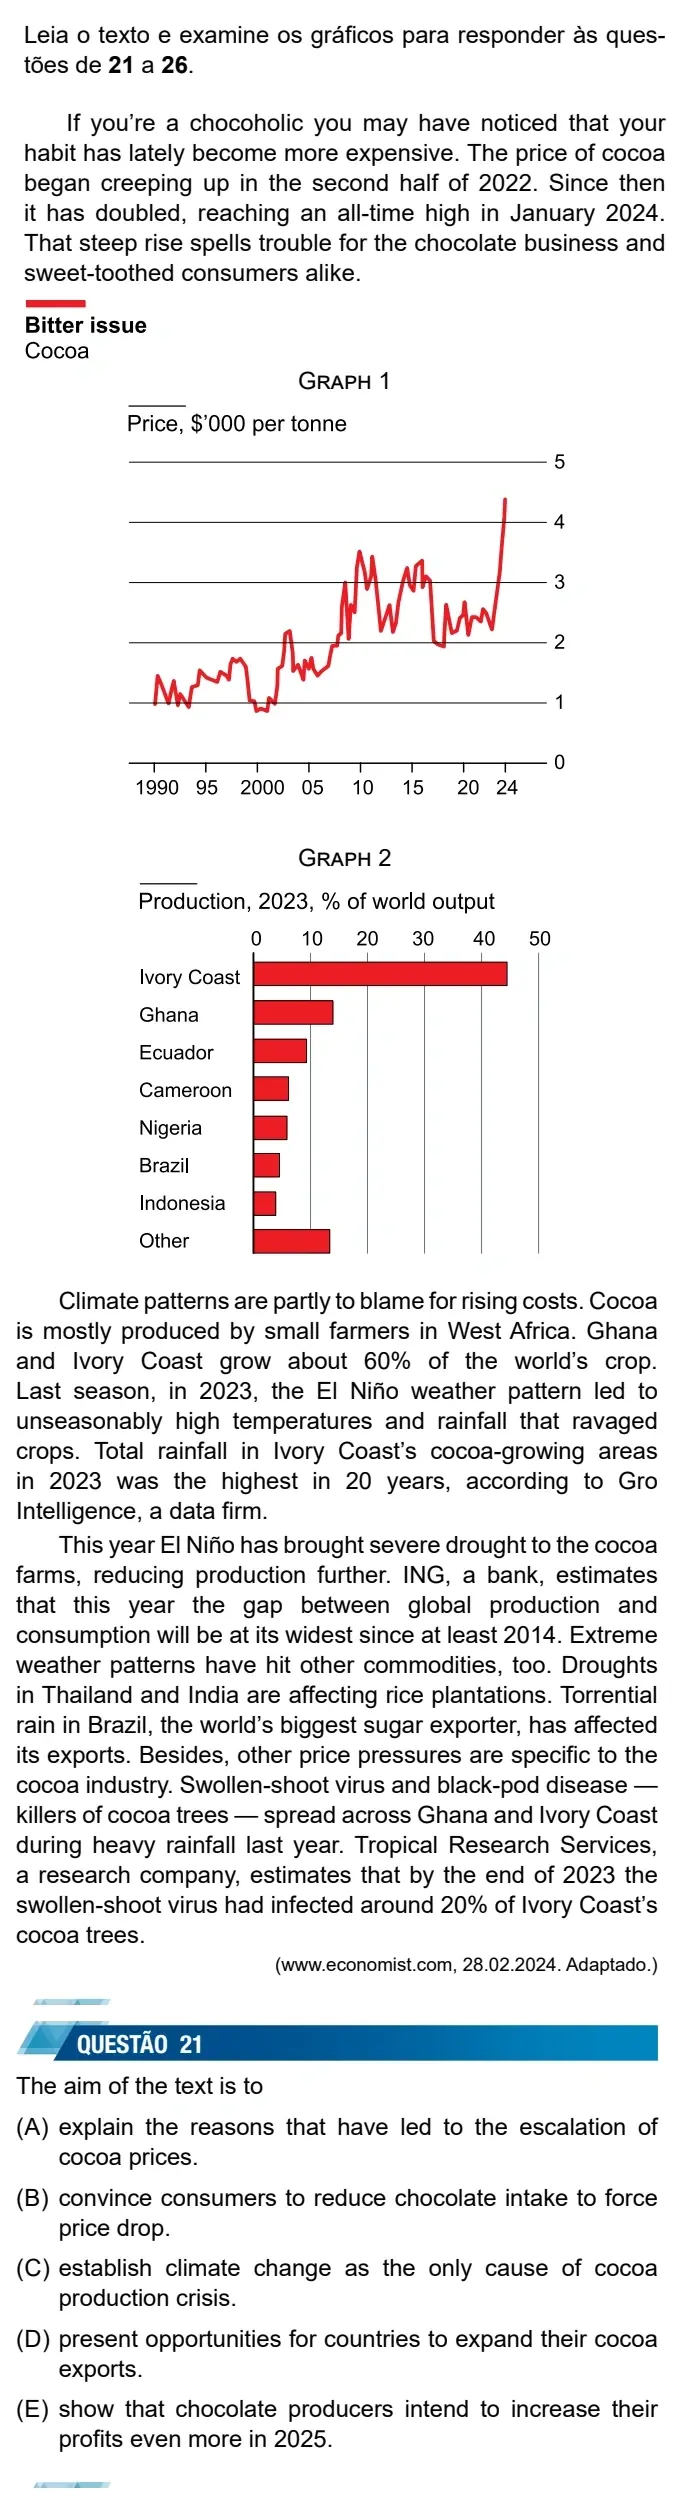 Leia o texto e examine os gráficos para responder às ques-
tões de 21 a 26.
If you're a chocoholic you may have noticed that your
habit has lately become more expensive. The price of cocoa
began creeping up in the second half of 2022. Since then
it has doubled, reaching an all-time high in January 2024.
That steep rise spells trouble for the chocolate business and
sweet-toothed consumers alike.
Bitter issue
Cocoa
GRAPH 1
Price, $'000 per tonne
5
4
3
2
1
0
1990 95 2000 05 10 15 20 24
GRAPH 2
Production, 2023, % of world output
0 10 20 30 40 50
Ivory Coast
Ghana
Ecuador
Cameroon
Nigeria
Brazil
Indonesia
Other
Climate patterns are partly to blame for rising costs. Cocoa
is mostly produced by small farmers in West Africa. Ghana
and Ivory Coast grow about 60% of the world's crop.
Last season, in 2023, the El Niño weather pattern led to
unseasonably high temperatures and rainfall that ravaged
crops. Total rainfall in Ivory Coast's cocoa-growing areas
in 2023 was the highest in 20 years, according to Gro
Intelligence, a data firm.
This year El Niño has brought severe drought to the cocoa
farms, reducing production further. ING, a bank, estimates
that this year the gap between global production and
consumption will be at its widest since at least 2014. Extreme
weather patterns have hit other commodities, too. Droughts
in Thailand and India are affecting rice plantations. Torrential
rain in Brazil, the world's biggest sugar exporter, has affected
its exports. Besides, other price pressures are specific to the
cocoa industry. Swollen-shoot virus and black-pod disease —
killers of cocoa trees — spread across Ghana and Ivory Coast
during heavy rainfall last year. Tropical Research Services,
a research company, estimates that by the end of 2023 the
swollen-shoot virus had infected around 20% of Ivory Coast's
cocoa trees.
(www.economist.com, 28.02.2024. Adaptado.)
QUESTÃO 21
The aim of the text is to
(A) explain the reasons that have led to the escalation of
cocoa prices.
(B) convince consumers to reduce chocolate intake to force
price drop.
(C) establish climate change as the only cause of cocoa
production crisis.
(D) present opportunities for countries to expand their cocoa
exports.
(E) show that chocolate producers intend to increase their
profits even more in 2025.